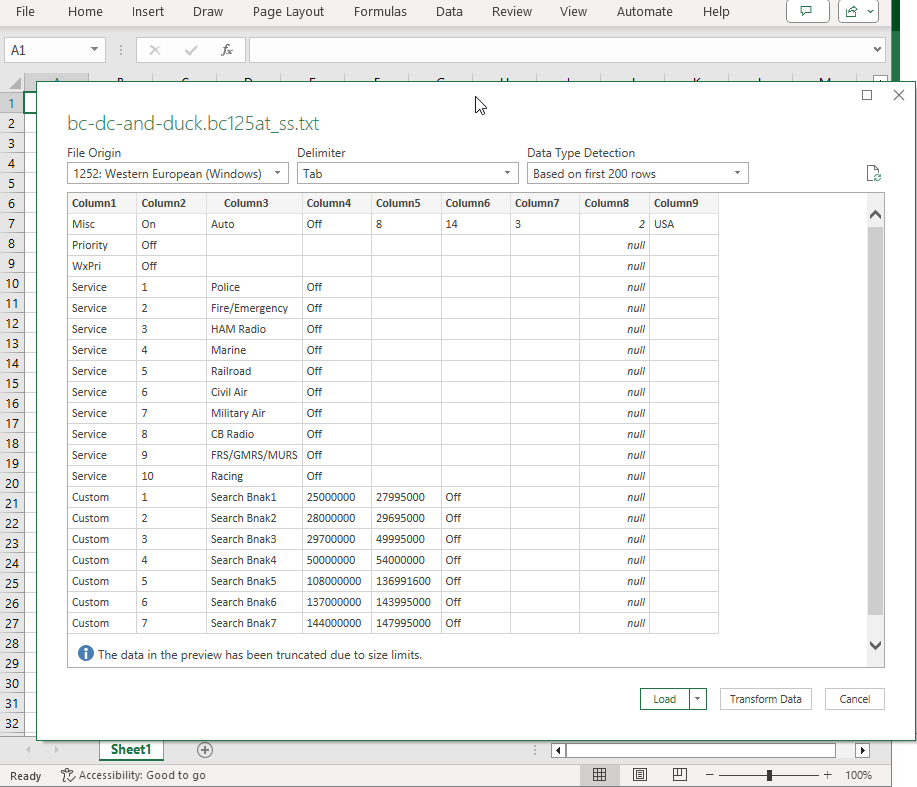 File Home Insert Draw Page Layout Formulas Data Review View Automate Help
A1 fx
1
bc-dc-and-duck.bc125at_ss.txt
2
3
File Origin Delimiter Data Type Detection
4
1252: Western European (Windows) Tab Based on first 200 rows
5
6 Column1 Column2 Column3 Column4 Column5 Column6 Column7 Column8 Column9
7 Misc On Auto Off 8 14 3 2 USA
8 Priority Off null
9 WxPri Off null
10 Service 1 Police Off null
11 Service 2 Fire/Emergency Off null
12 Service 3 HAM Radio Off null
13 Service 4 Marine Off null
14 Service 5 Railroad Off null
15 Service 6 Civil Air Off null
16 Service 7 Military Air Off null
17 Service 8 CB Radio Off null
18 Service 9 FRS/GMRS/MURS Off null
19
20 Service 10 Racing Off null
21 Custom 1 Search Bnak1 25000000 27995000 Off null
22 Custom 2 Search Bnak2 28000000 29695000 Off null
23 Custom 3 Search Bnak3 29700000 49995000 Off null
24 Custom 4 Search Bnak4 50000000 54000000 Off null
25 Custom 5 Search Bnak5 108000000 136991600 Off null
26 Custom 6 Search Bnak6 137000000 143995000 Off null
27 Custom 7 Search Bnak7 144000000 147995000 Off null
28
29 The data in the preview has been truncated due to size limits.
30
31 Load Transform Data Cancel
32
Sheet1
Ready Accessibility: Good to go 100%